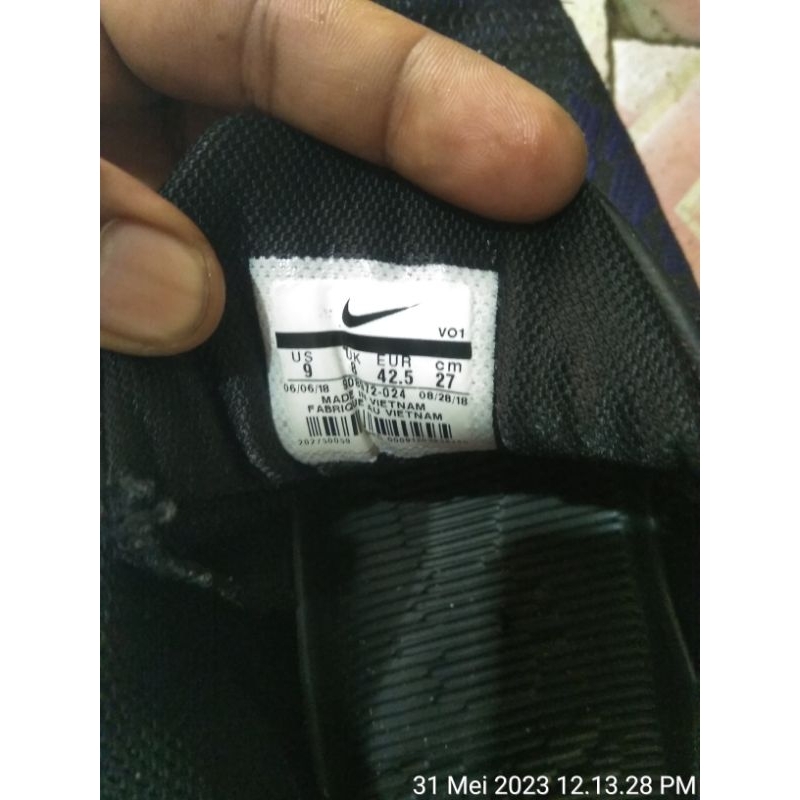 VO1
US UK EUR cm
9 8 42.5 27
06/06/18 08/28/18
MADE IN VIETNAM
FABRIQUE AU VIETNAM
31 Mei 2023 12.13.28 PM